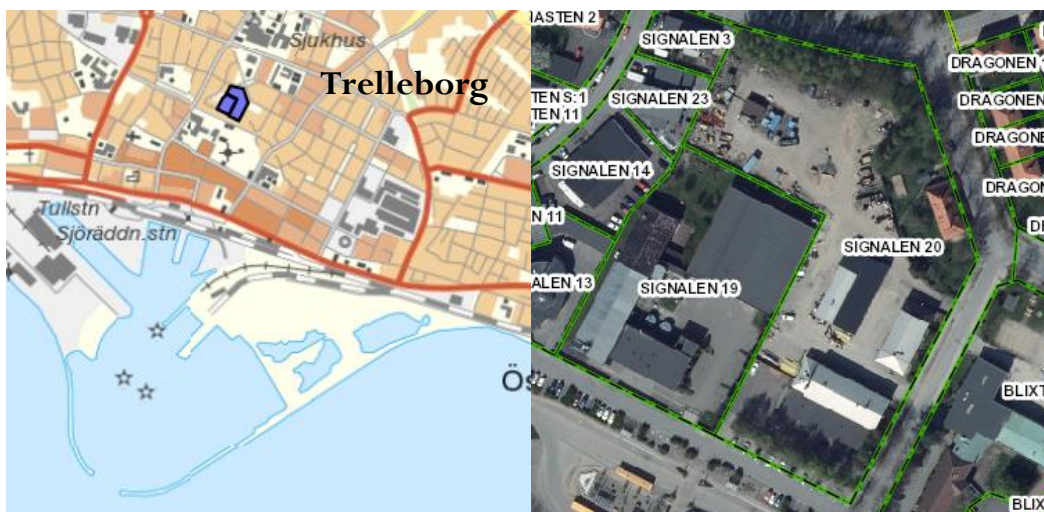 Sjukhus
Trelleborg
Tullstn
Sjöräddn.stn
Ös
ASTEN 2
SIGNALEN 3
SIGNALEN 23
TEN S:1
TEN 11
SIGNALEN 14
N 11
ALEN 13
SIGNALEN 19
SIGNALEN 20
DRAGONEN 1
DRAGONEN
DRAGONE
DRAGON
DR
BLIXT
BLIX